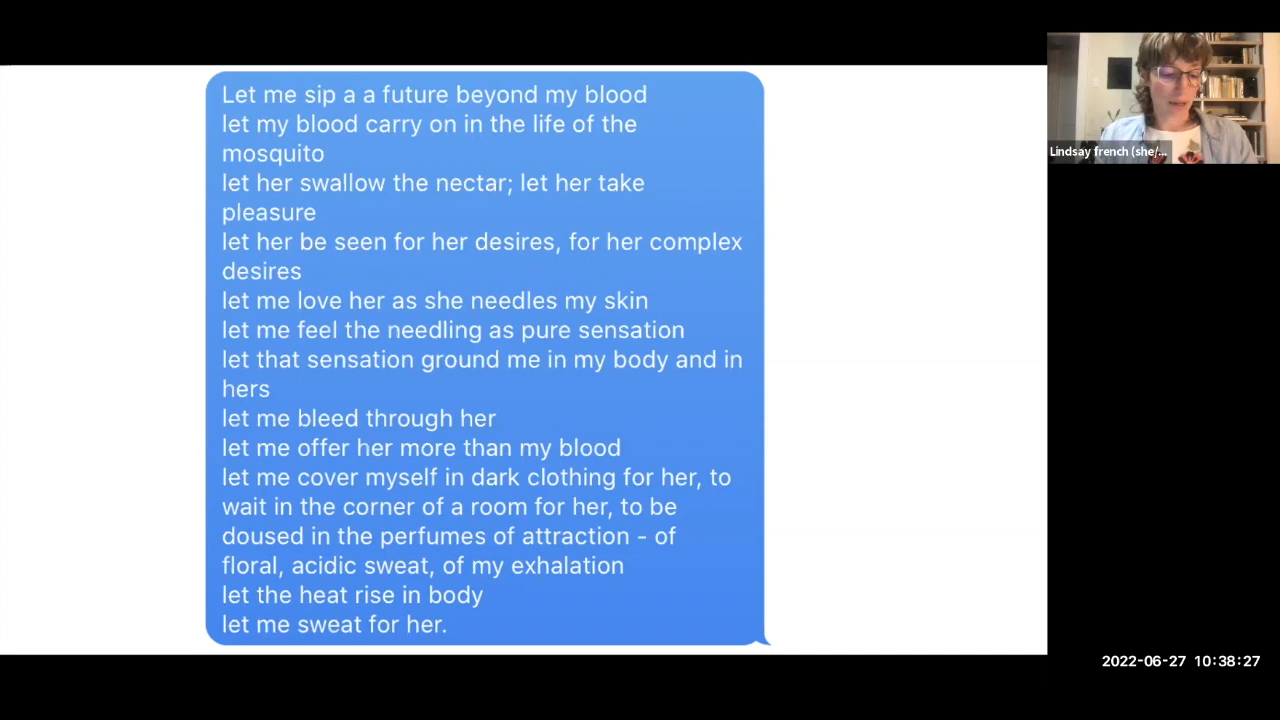 Let me sip a a future beyond my blood
let my blood carry on in the life of the
mosquito
let her swallow the nectar; let her take
pleasure
let her be seen for her desires, for her complex
desires
let me love her as she needles my skin
let me feel the needling as pure sensation
let that sensation ground me in my body and in
hers
let me bleed through her
let me offer her more than my blood
let me cover myself in dark clothing for her, to
wait in the corner of a room for her, to be
doused in the perfumes of attraction - of
floral, acidic sweat, of my exhalation
let the heat rise in body
let me sweat for her.
Lindsay french (she/...
2022-06-27 10:38:27